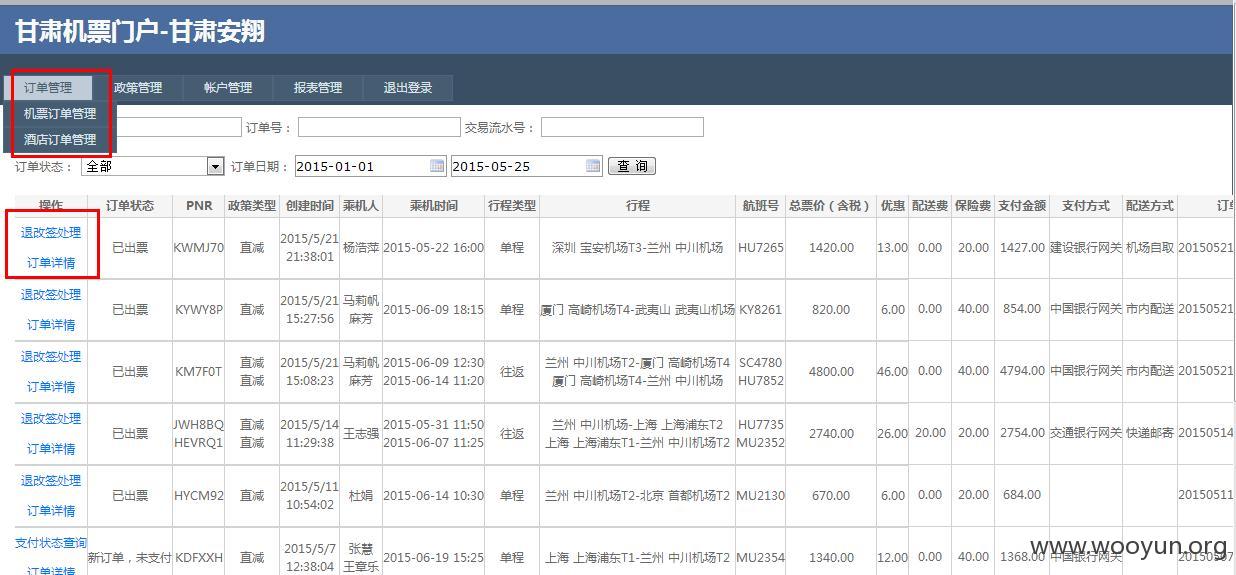 甘肃机票门户-甘肃安翔
订单管理 政策管理 帐户管理 报表管理 退出登录
机票订单管理
酒店订单管理
订单号： 交易流水号：
订单状态： 全部 订单日期： 2015-01-01 2015-05-25 查 询
操作 订单状态 PNR 政策类型 创建时间 乘机人 乘机时间 行程类型 行程 航班号 总票价（含税） 优惠 配送费 保险费 支付金额 支付方式 配送方式 订单
退改签处理 订单详情 已出票 KWMJ70 直减 2015/5/21 21:38:01 杨浩萍 2015-05-22 16:00 单程 深圳 宝安机场T3-兰州 中川机场 HU7265 1420.00 13.00 0.00 20.00 1427.00 建设银行网关 机场自取 20150521
退改签处理 订单详情 已出票 KYWY8P 直减 2015/5/21 15:27:56 马莉帆 麻芳 2015-06-09 18:15 单程 厦门 高崎机场T4-武夷山 武夷山机场 KY8261 820.00 6.00 0.00 40.00 854.00 中国银行网关 市内配送 20150521
退改签处理 订单详情 已出票 KM7F0T 直减 直减 2015/5/21 15:08:23 马莉帆 麻芳 2015-06-09 12:30 2015-06-14 11:20 往返 兰州 中川机场T2-厦门 高崎机场T4 厦门 高崎机场T4-兰州 中川机场 SC4780 HU7852 4800.00 46.00 0.00 40.00 4794.00 中国银行网关 市内配送 20150521
退改签处理 订单详情 已出票 JWH8BQ HEVRQ1 直减 直减 2015/5/14 11:29:38 王志强 2015-05-31 11:50 2015-06-07 11:25 往返 兰州 中川机场-上海 上海浦东T2 上海 上海浦东T1-兰州 中川机场T2 HU7735 MU2352 2740.00 26.00 20.00 20.00 2754.00 交通银行网关 快递邮寄 20150514
退改签处理 订单详情 已出票 HYCM92 直减 2015/5/11 10:54:02 杜娟 2015-06-14 10:30 单程 兰州 中川机场T2-北京 首都机场T2 MU2130 670.00 6.00 0.00 20.00 684.00 20150511
支付状态查询 订单详情 新订单，未支付 KDFXXH 直减 2015/5/7 12:38:04 张慧 王章乐 2015-06-19 15:25 单程 上海 上海浦东T1-兰州 中川机场T2 MU2354 1340.00 12.00 0.00 40.00 1368.00 中国银行网关
www.wooyun.org